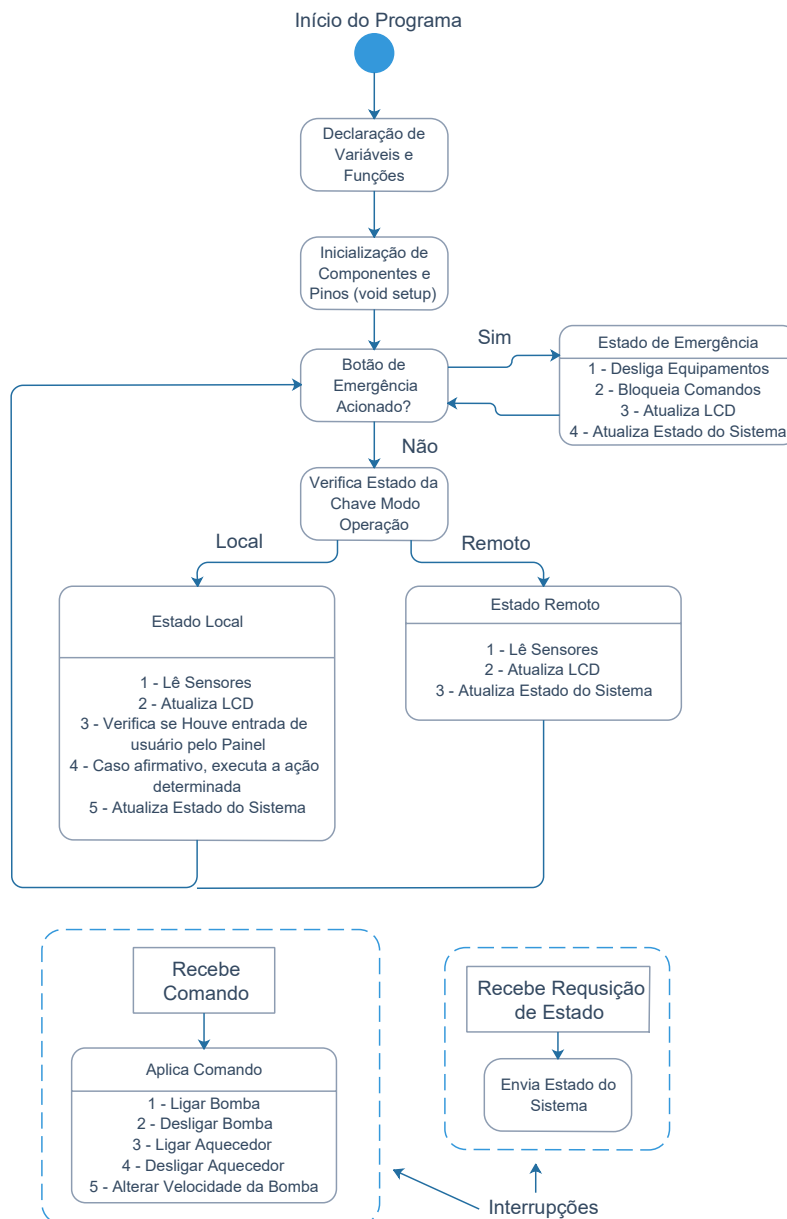 Início do Programa
Declaração de
Variáveis e
Funções
Inicialização de
Componentes e
Pinos (void setup)
Botão de
Emergência
Acionado?
Sim
Estado de Emergência
1 - Desliga Equipamentos
2 - Bloqueia Comandos
3 - Atualiza LCD
4 - Atualiza Estado do Sistema
Não
Verifica Estado da
Chave Modo
Operação
Local
Remoto
Estado Local
1 - Lê Sensores
2 - Atualiza LCD
3 - Verifica se Houve entrada de
usuário pelo Painel
4 - Caso afirmativo, executa a ação
determinada
5 - Atualiza Estado do Sistema
Estado Remoto
1 - Lê Sensores
2 - Atualiza LCD
3 - Atualiza Estado do Sistema
Recebe
Comando
Aplica Comando
1 - Ligar Bomba
2 - Desligar Bomba
3 - Ligar Aquecedor
4 - Desligar Aquecedor
5 - Alterar Velocidade da Bomba
Recebe Requsição
de Estado
Envia Estado do
Sistema
Interrupções